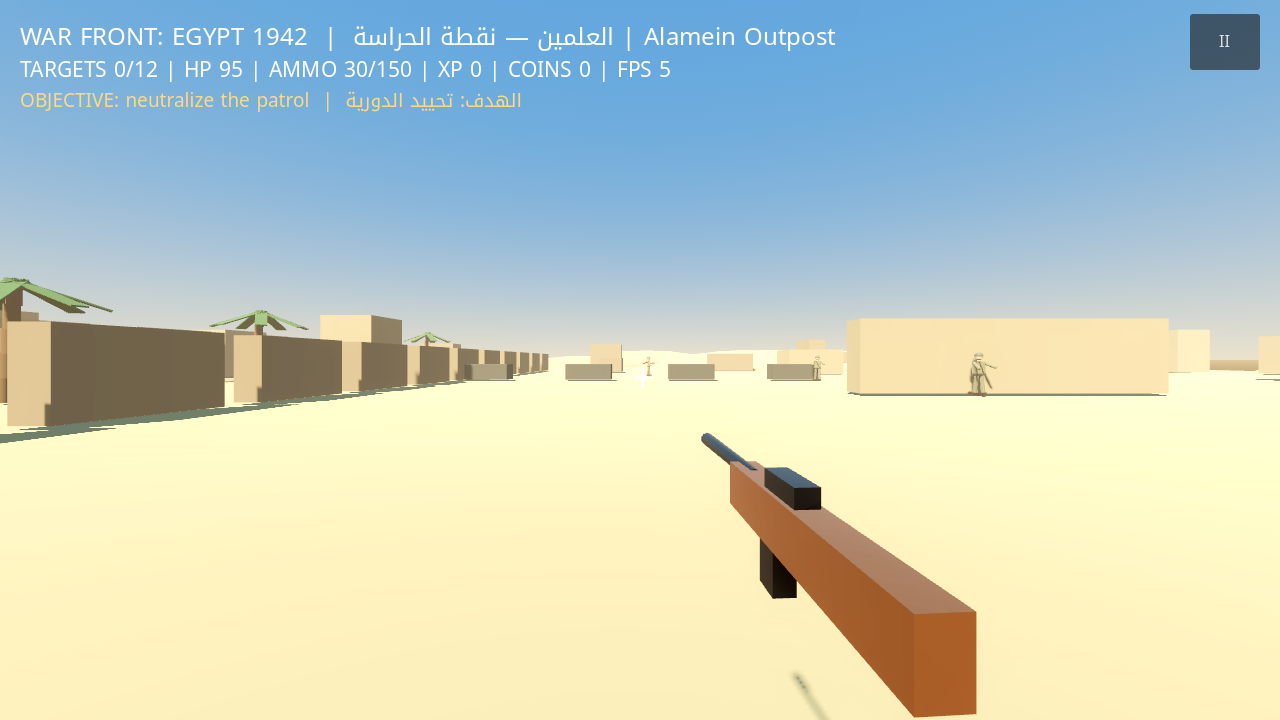 WAR FRONT: EGYPT 1942 | العلمين — نقطة الحراسة | Alamein Outpost
II
TARGETS 0/12 | HP 95 | AMMO 30/150 | XP 0 | COINS 0 | FPS 5
OBJECTIVE: neutralize the patrol | الهدف: تحييد الدورية